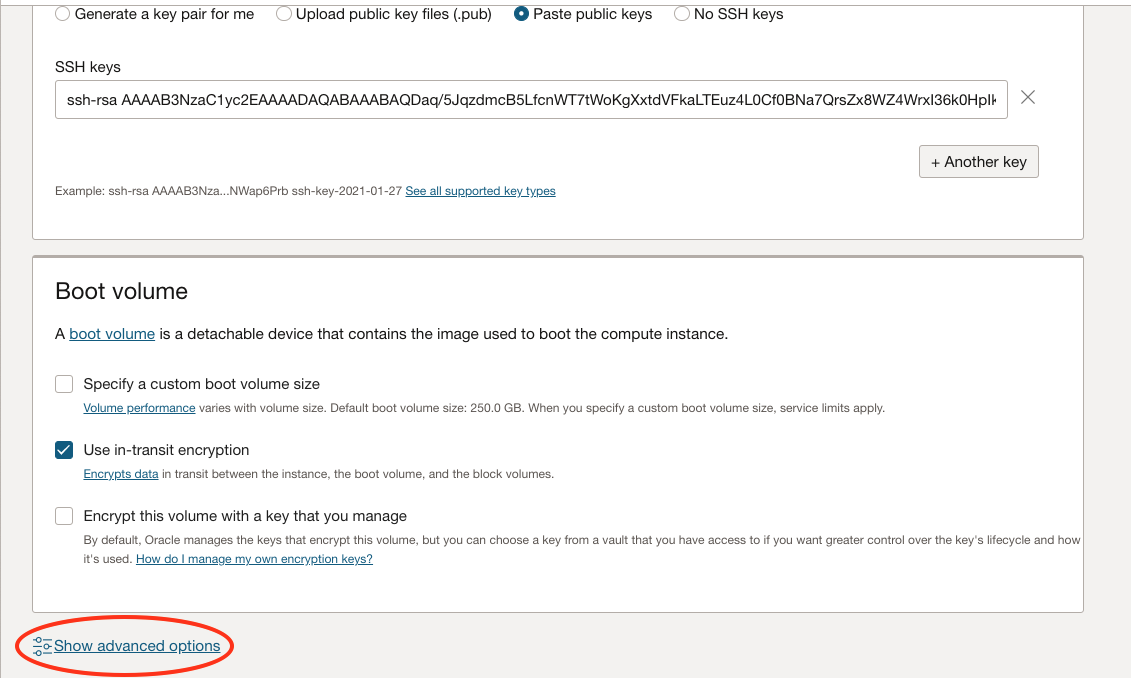 Generate a key pair for me Upload public key files (.pub) Paste public keys No SSH keys
SSH keys
ssh-rsa AAAAB3NzaC1yc2EAAAADAQABAAABAQDaq/5JqzdmcB5LfcnWT7tWoKgXxtdVFkaLTEuz4L0Cf0BNa7QrsZx8WZ4WrxI36k0HpIk
+ Another key
Example: ssh-rsa AAAAB3Nza...NWap6Prb ssh-key-2021-01-27 See all supported key types
Boot volume
A boot volume is a detachable device that contains the image used to boot the compute instance.
Specify a custom boot volume size
Volume performance varies with volume size. Default boot volume size: 250.0 GB. When you specify a custom boot volume size, service limits apply.
Use in-transit encryption
Encrypts data in transit between the instance, the boot volume, and the block volumes.
Encrypt this volume with a key that you manage
By default, Oracle manages the keys that encrypt this volume, but you can choose a key from a vault that you have access to if you want greater control over the key's lifecycle and how
it's used. How do I manage my own encryption keys?
Show advanced options